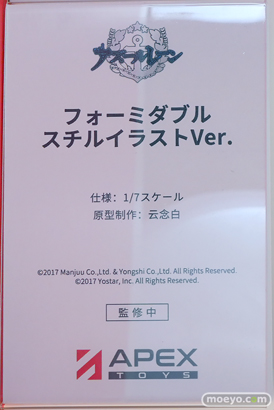 アズールレーン
フォーミダブル
スチルイラストVer.
仕様：1/7スケール
原型制作：云念白
©2017 Manjuu Co.,Ltd. & Yongshi Co.,Ltd. All Rights Reserved.
©2017 Yostar, Inc. All Rights Reserved.
監修中
APEX
TOYS
moeyo.com